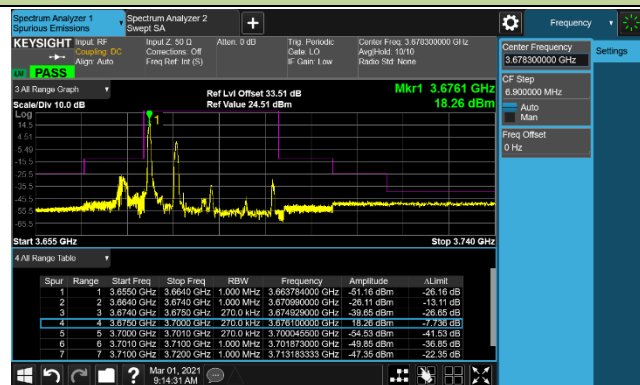 Spectrum Analyzer 1
Spurious Emissions
Spectrum Analyzer 2
Swept SA
Frequency
KEYSIGHT
Input: RF
Coupling: DC
Align: Auto
Input Z: 50 Ω
Corrections: Off
Freq Ref: Int (S)
Atten: 0 dB
Trig: Periodic
Gate: LO
IF Gain: Low
Center Freq: 3.678300000 GHz
Avg|Hold: 10/10
Radio Std: None
PASS
Center Frequency
3.678300000 GHz
Settings
CF Step
6.900000 MHz
Auto
Man
Freq Offset
0 Hz
3 All Range Graph
Scale/Div 10.0 dB
Ref Lvl Offset 33.51 dB
Ref Value 24.51 dBm
Mkr1 3.6761 GHz
18.26 dBm
Log
14.5
4.51
-5.49
-15.5
-25.5
-35.5
-45.5
-55.5
-65.5
1
Start 3.655 GHz
Stop 3.740 GHz
4 All Range Table
Spur Range Start Freq Stop Freq RBW Frequency Amplitude ΔLimit
1 1 3.6550 GHz 3.6640 GHz 1.000 MHz 3.663784000 GHz -51.16 dBm -26.16 dB
2 2 3.6640 GHz 3.6740 GHz 1.000 MHz 3.670990000 GHz -26.11 dBm -13.11 dB
3 3 3.6740 GHz 3.6750 GHz 270.0 kHz 3.674929000 GHz -39.65 dBm -26.65 dB
4 4 3.6750 GHz 3.7000 GHz 270.0 kHz 3.676100000 GHz 18.26 dBm -7.736 dB
5 5 3.7000 GHz 3.7010 GHz 270.0 kHz 3.700045500 GHz -54.53 dBm -41.53 dB
6 6 3.7010 GHz 3.7100 GHz 1.000 MHz 3.701873000 GHz -49.85 dBm -36.85 dB
7 7 3.7100 GHz 3.7200 GHz 1.000 MHz 3.713183333 GHz -47.35 dBm -22.35 dB
?
Mar 01, 2021
9:14:31 AM